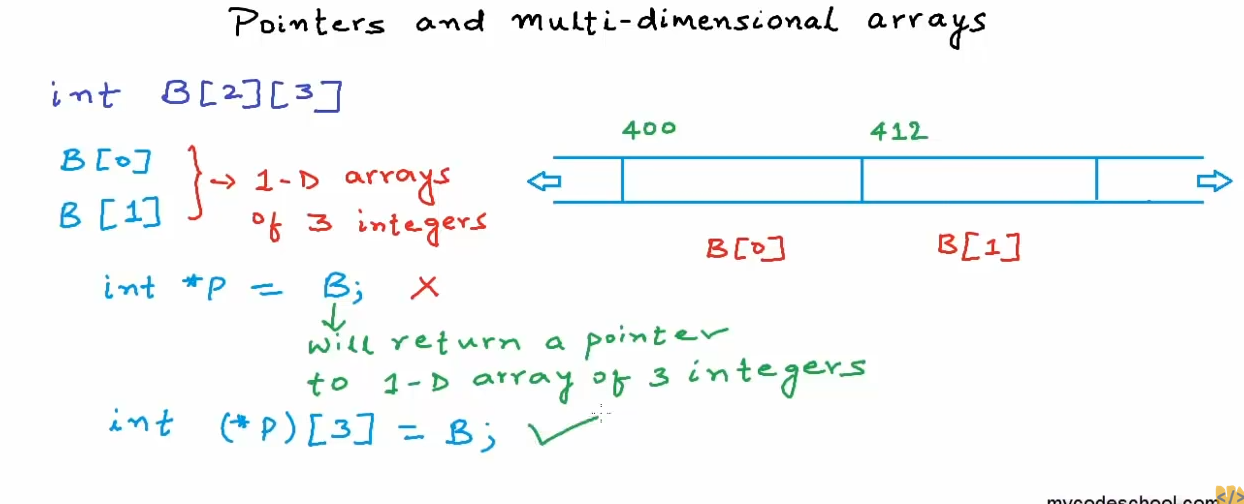 Pointers and multi-dimensional arrays
int B[2][3]
400 412
B[0]
B[1]
→ 1-D arrays
of 3 integers
B[0] B[1]
int *P = B; X
will return a pointer
to 1-D array of 3 integers
int (*P)[3] = B; ✓
mycodeschool.com